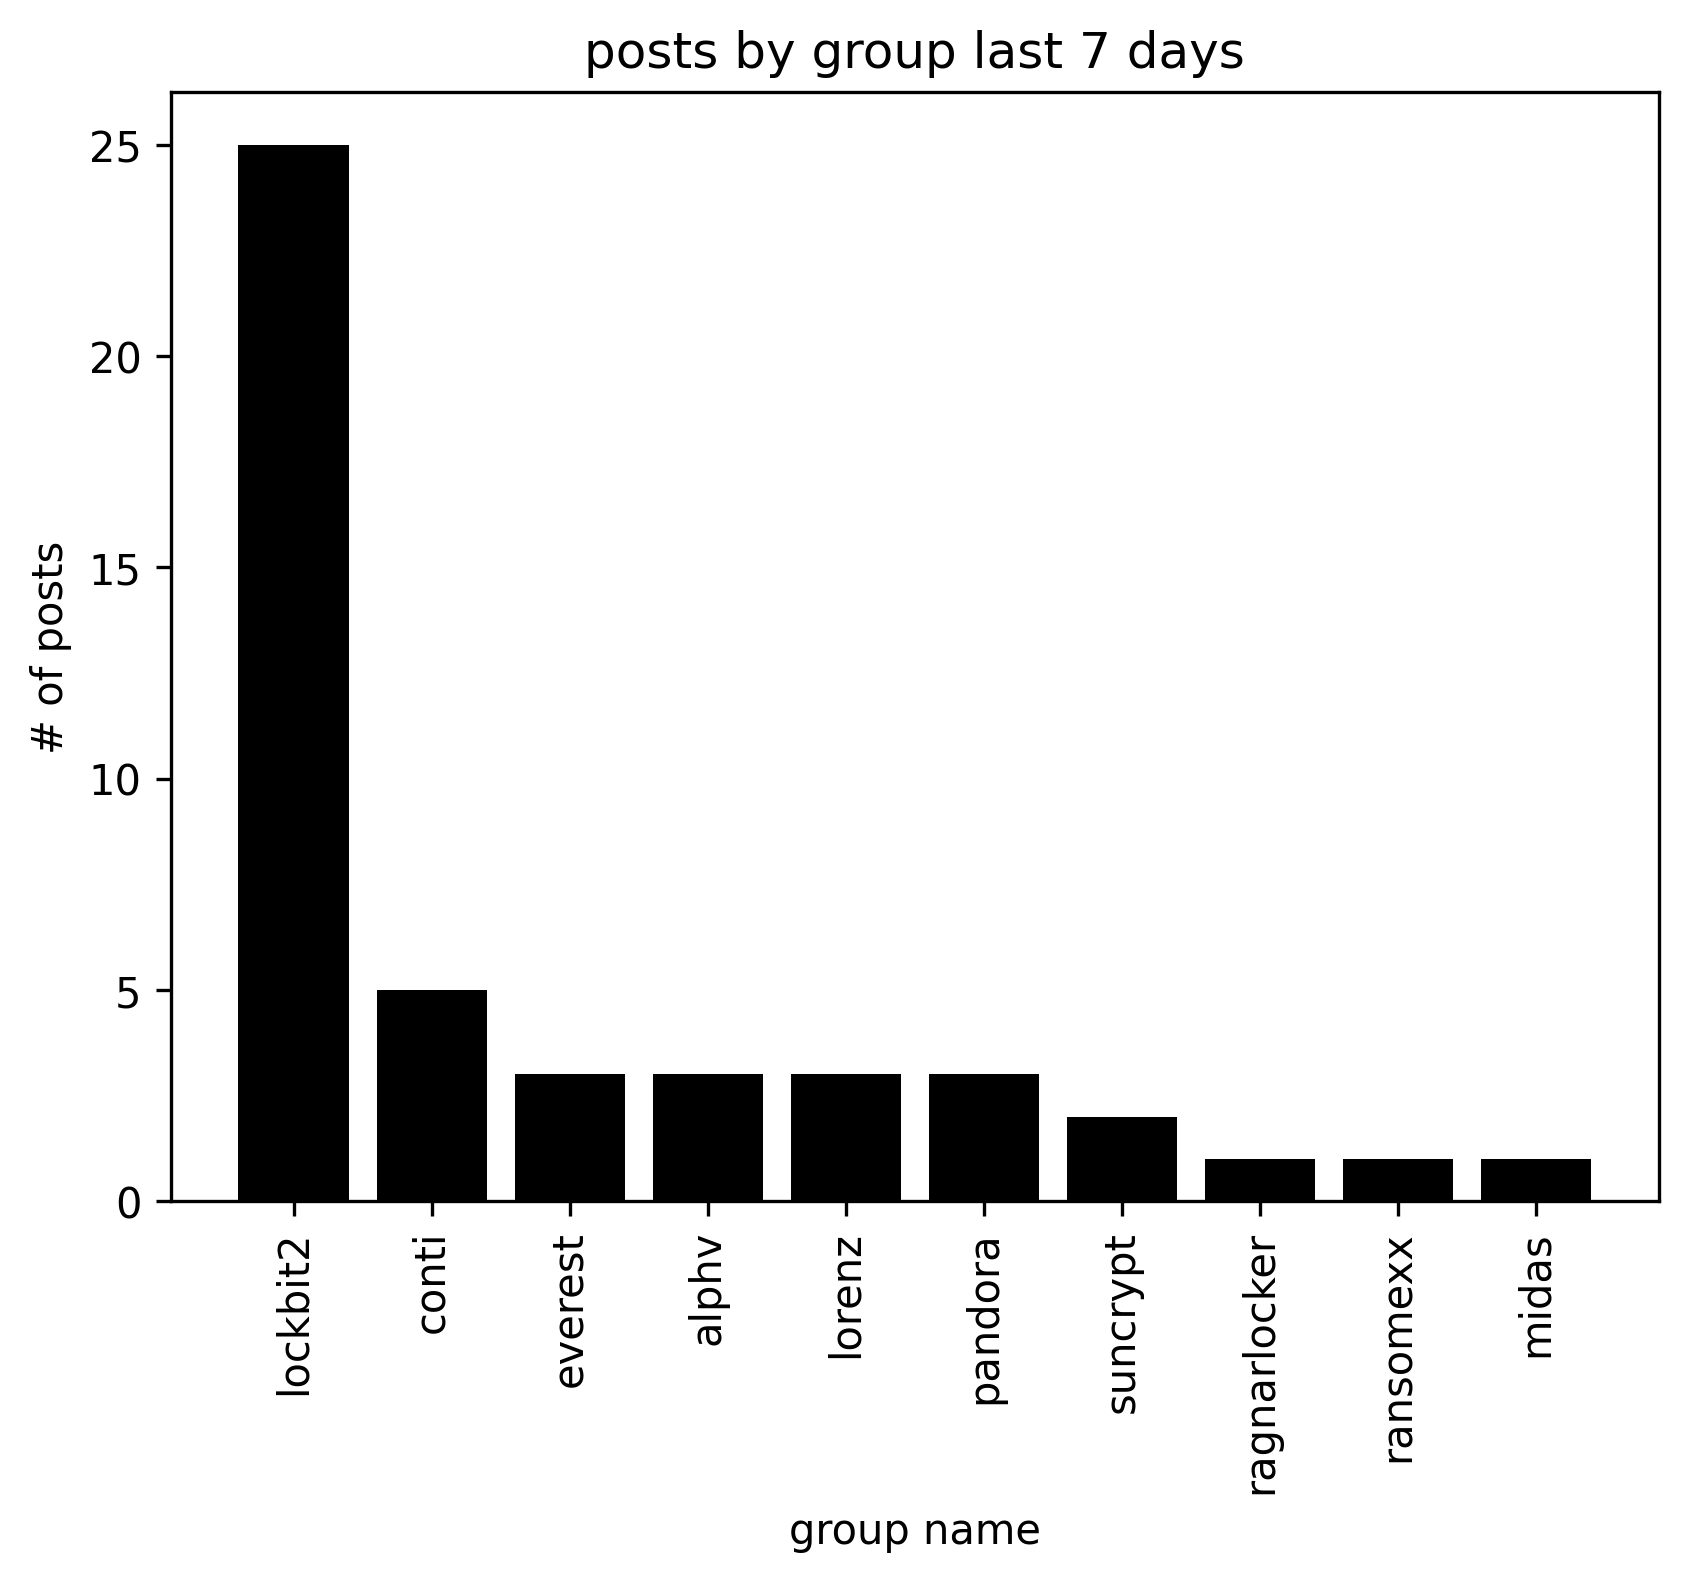 posts by group last 7 days
25
20
15
10
5
0
# of posts
lockbit2
conti
everest
alphv
lorenz
pandora
suncrypt
ragnarlocker
ransomexx
midas
group name